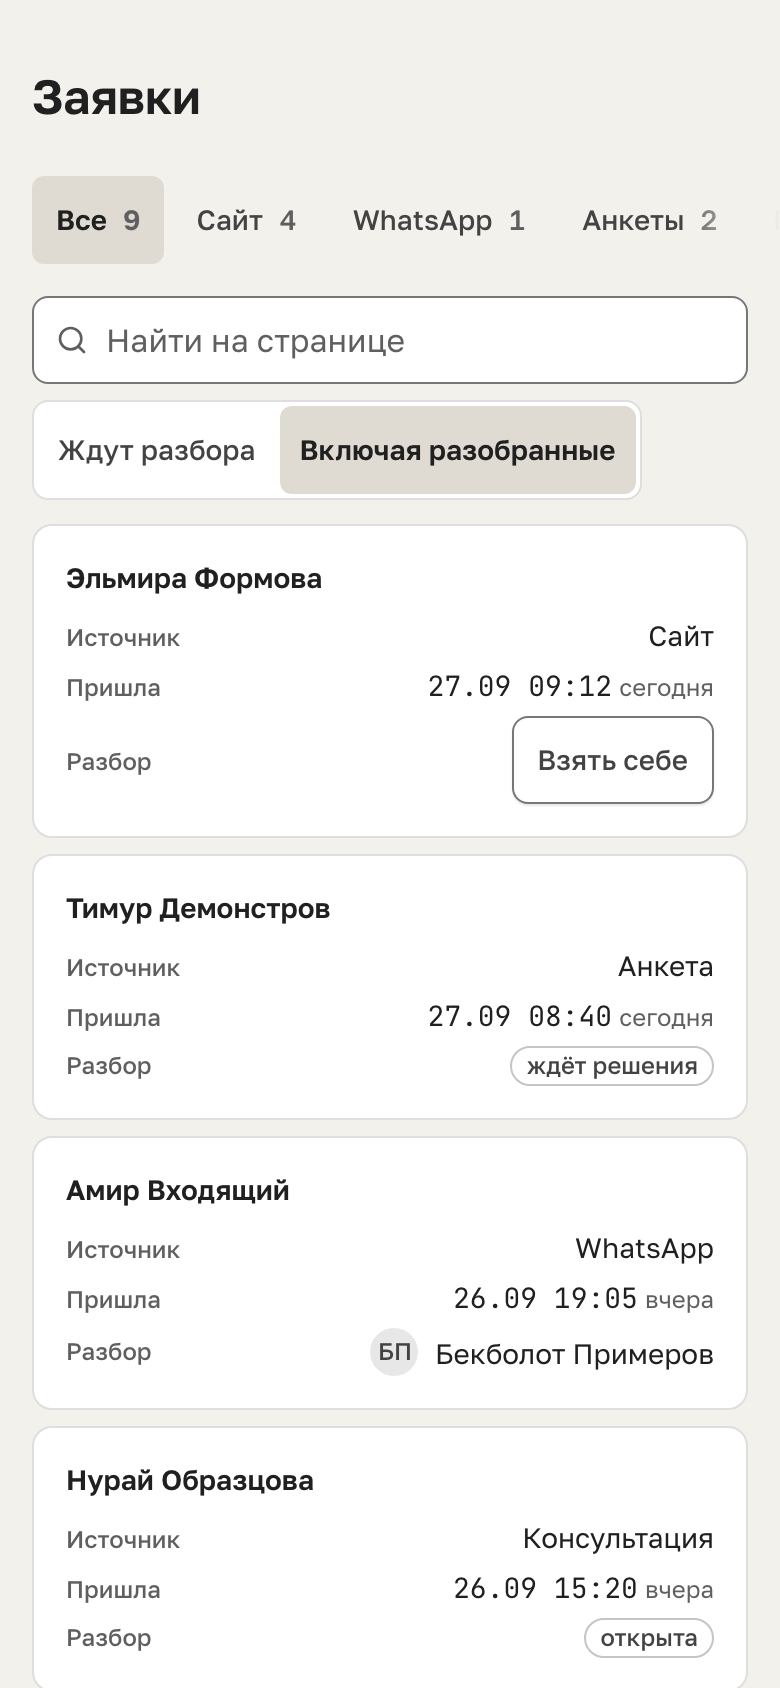 Заявки
Все 9 Сайт 4 WhatsApp 1 Анкеты 2
Найти на странице
Ждут разбора Включая разобранные
Эльмира Формова
Источник Сайт
Пришла 27.09 09:12 сегодня
Разбор Взять себе
Тимур Демонстров
Источник Анкета
Пришла 27.09 08:40 сегодня
Разбор ждёт решения
Амир Входящий
Источник WhatsApp
Пришла 26.09 19:05 вчера
Разбор БП Бекболот Примеров
Нурай Образцова
Источник Консультация
Пришла 26.09 15:20 вчера
Разбор открыта